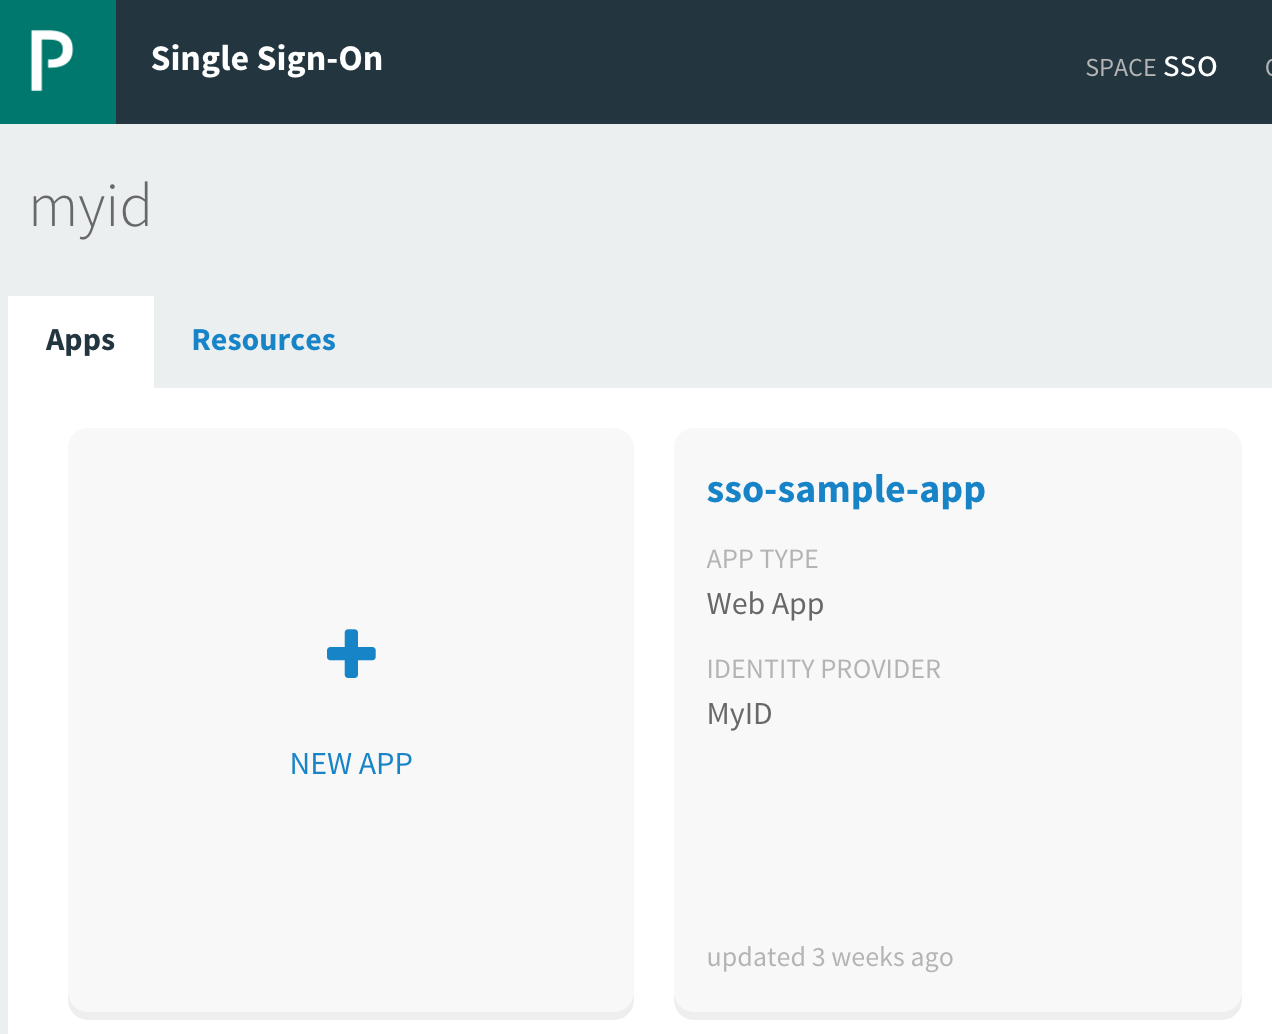 P
Single Sign-On
SPACE SSO
myid
Apps
Resources
NEW APP
sso-sample-app
APP TYPE
Web App
IDENTITY PROVIDER
MyID
updated 3 weeks ago